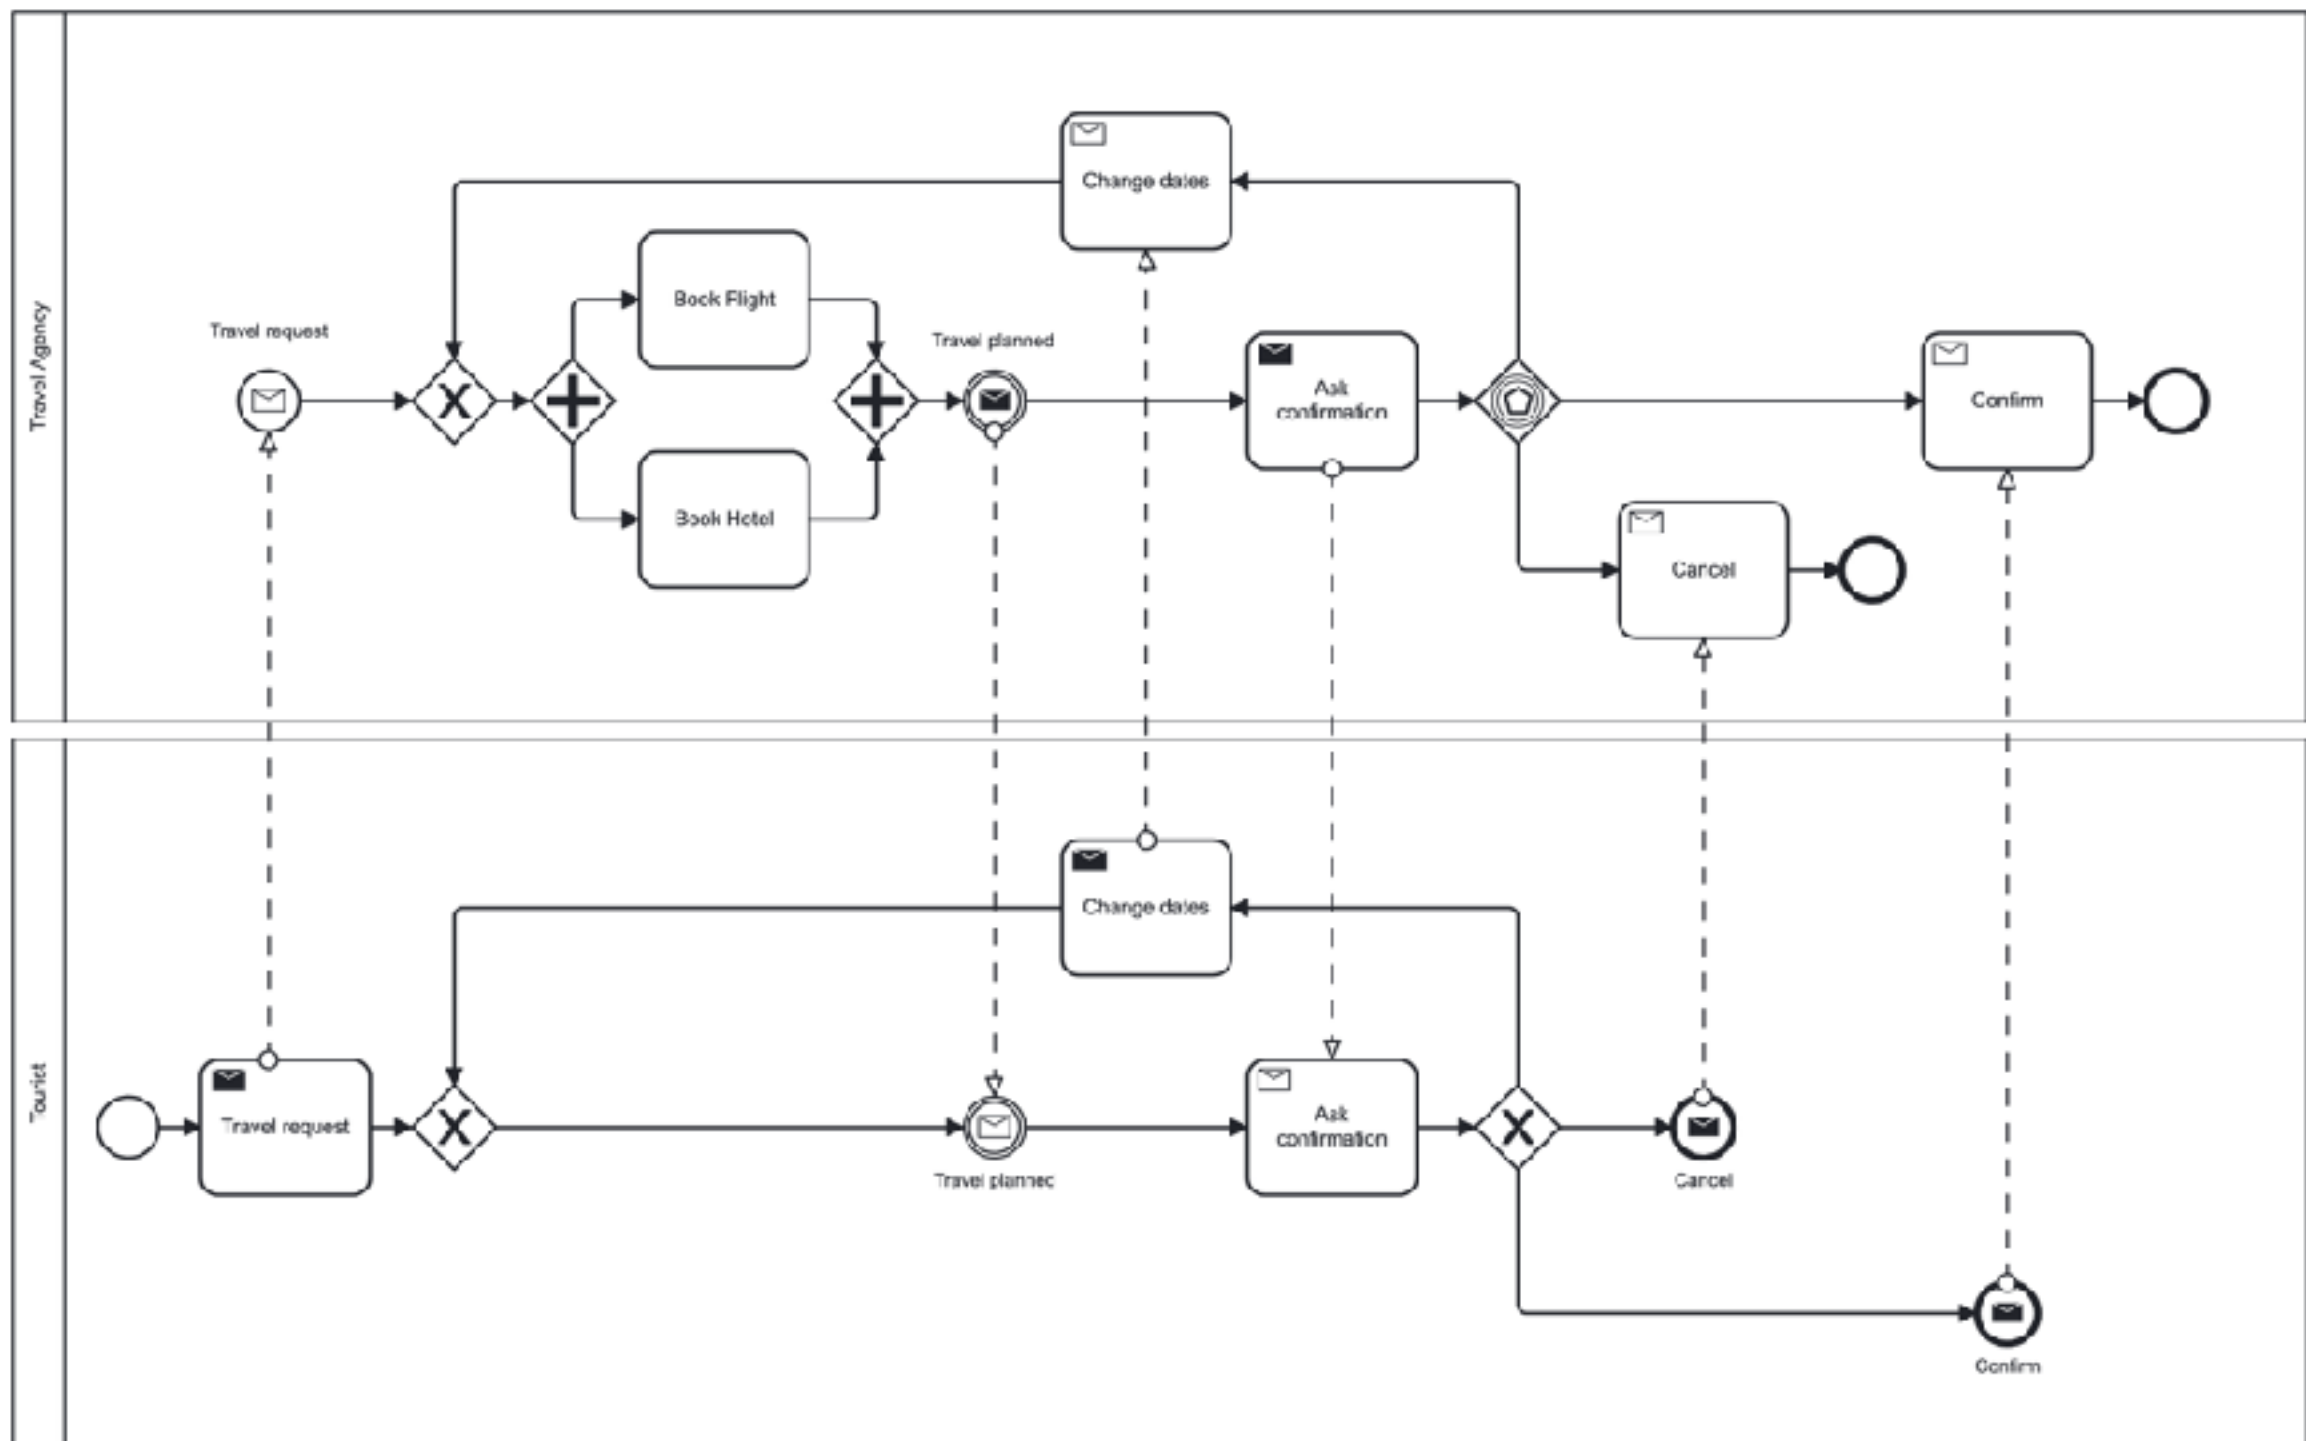 Travel Agency
Change dates
Book Flight
Travel request
Travel planned
Ask
confirmation
Confirm
Book Hotel
Cancel
Tourist
Change dates
Travel request
Ask
confirmation
Travel planned
Cancel
Confirm